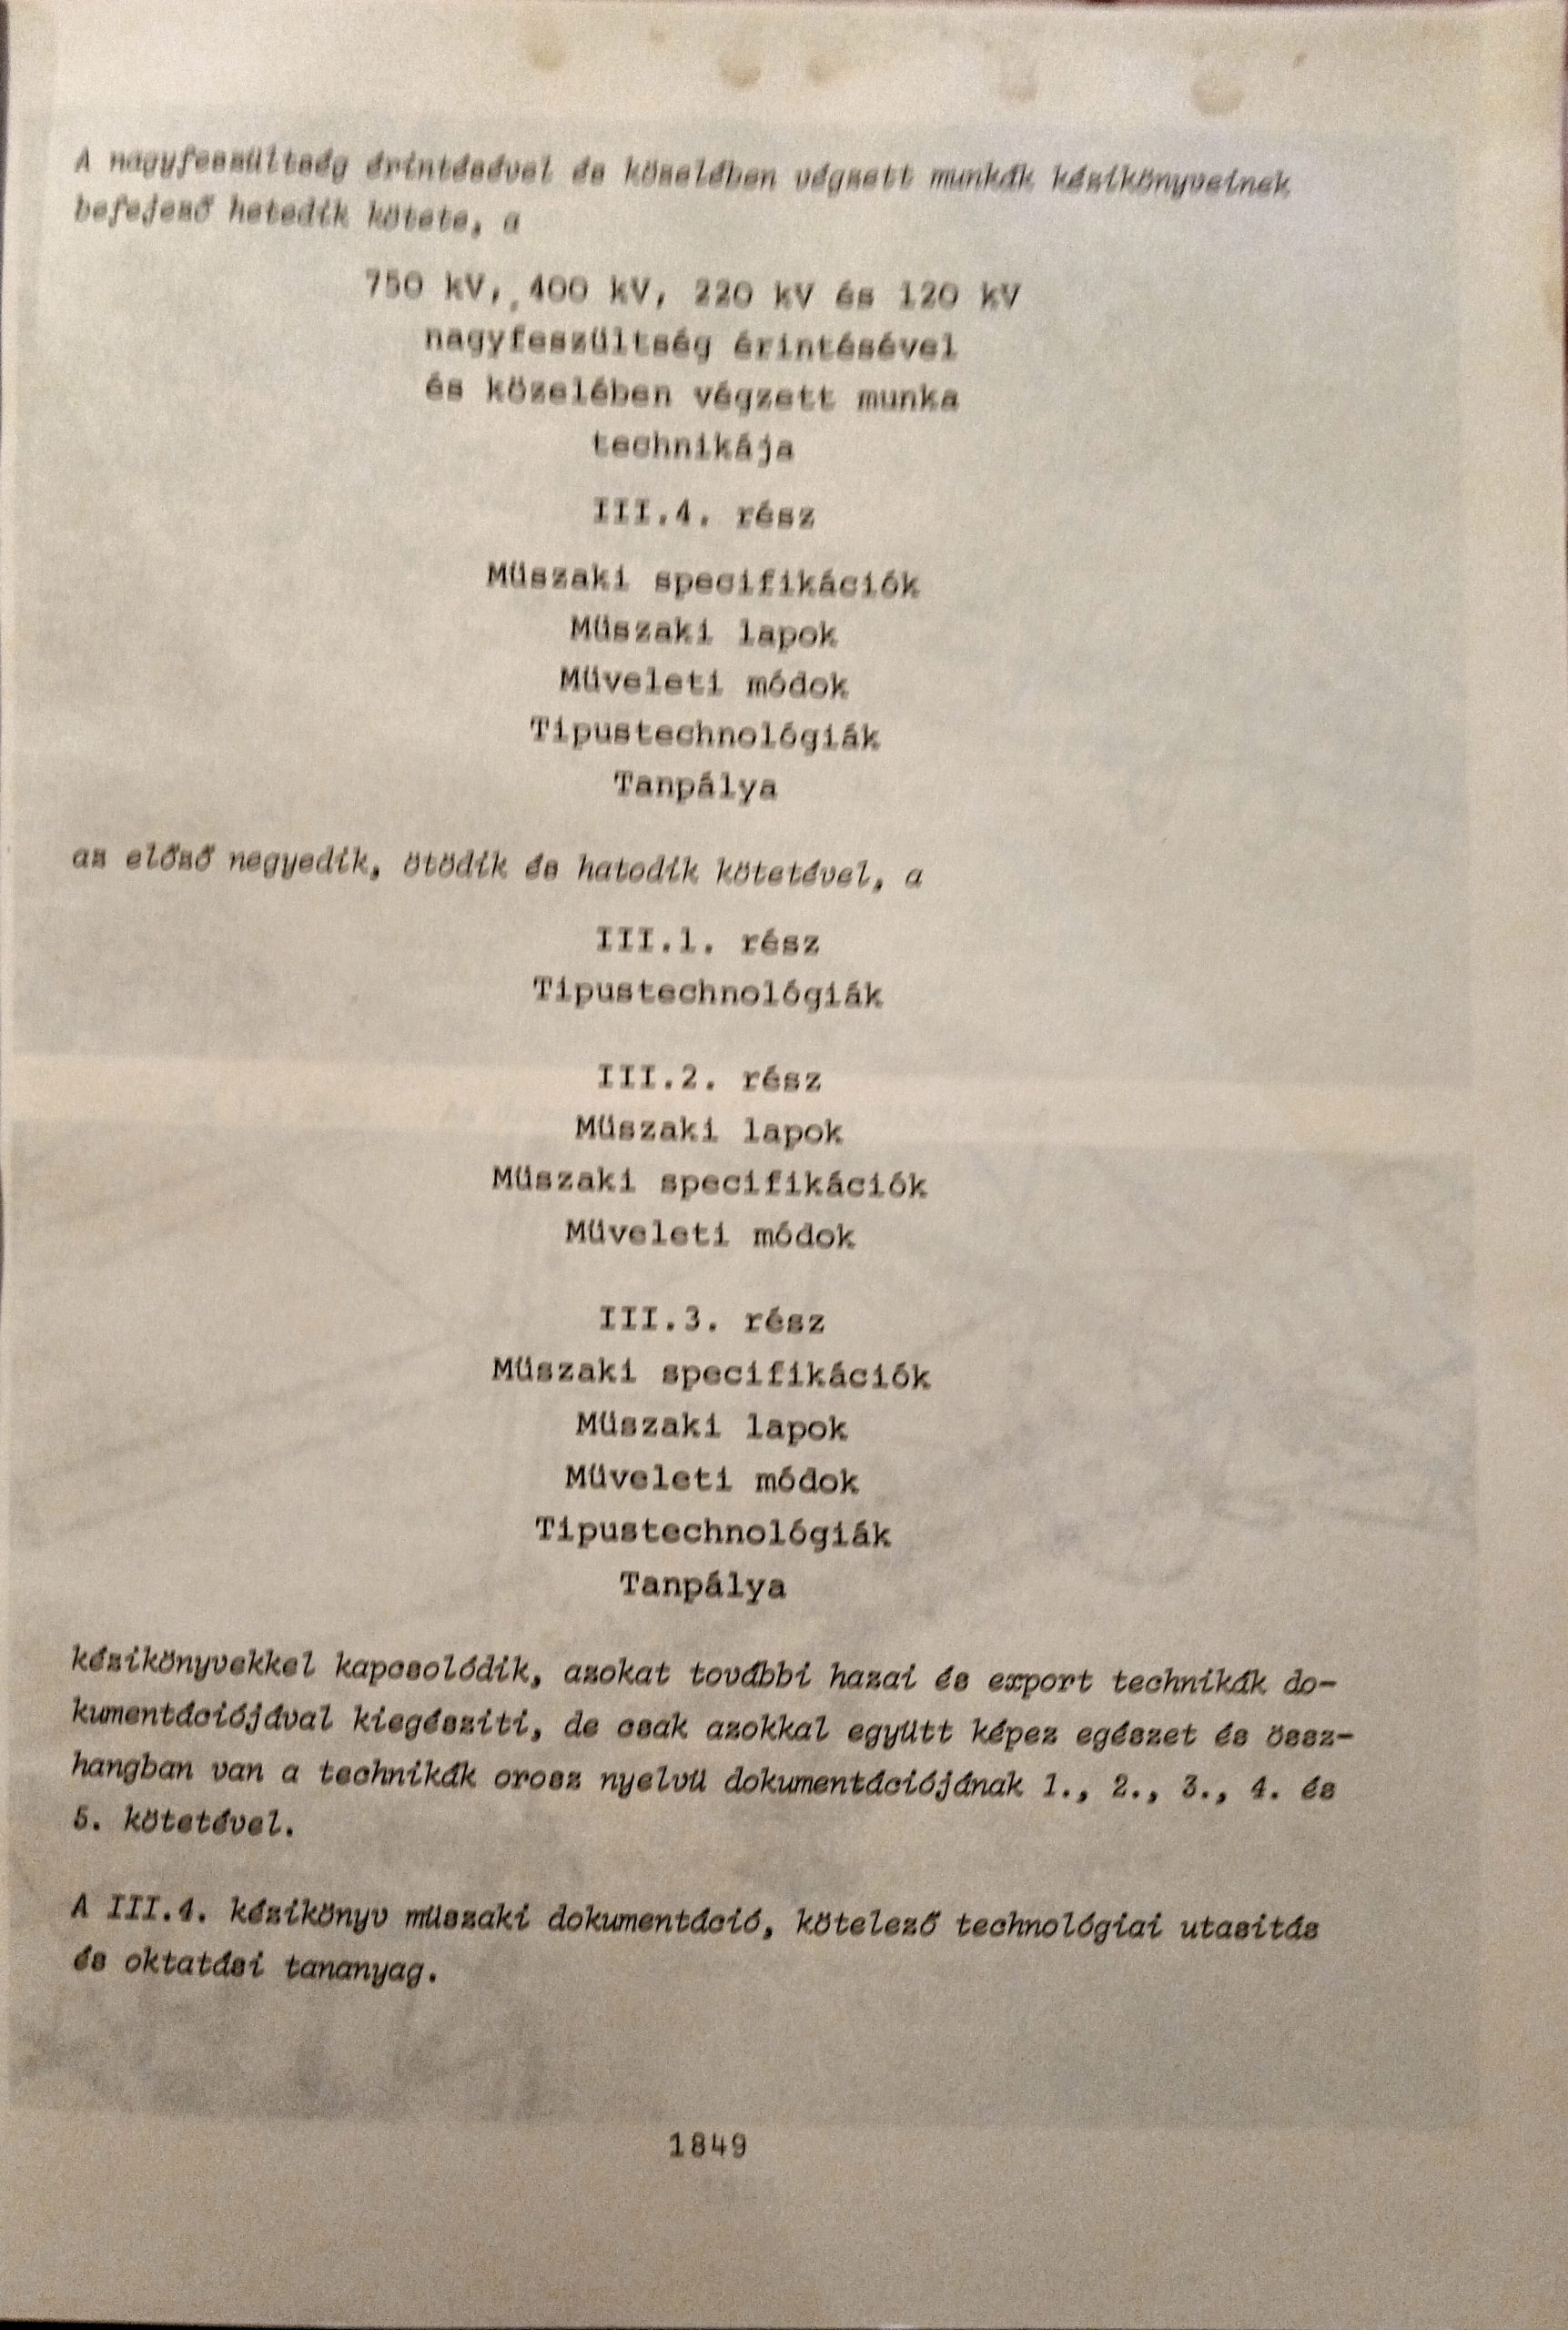 A nagyfeszültség érintésével és közelében végzett munkák kézikönyveinek
befejező hetedik kötete, a
750 kV, 400 kV, 220 kV és 120 kV
nagyfeszültség érintésével
és közelében végzett munka
technikája
III.4. rész
Müszaki specifikációk
Müszaki lapok
Müveleti módok
Tipustechnológiák
Tanpálya
az előző negyedik, ötödik és hatodik kötetével, a
III.1. rész
Tipustechnológiák
III.2. rész
Müszaki lapok
Müszaki specifikációk
Müveleti módok
III.3. rész
Müszaki specifikációk
Müszaki lapok
Müveleti módok
Tipustechnológiák
Tanpálya
kézikönyvekkel kapcsolódik, azokat további hazai és export technikák do-
kumentációjával kiegésziti, de csak azokkal együtt képez egészet és össz-
hangban van a technikák orosz nyelvü dokumentációjának 1., 2., 3., 4. és
5. kötetével.
A III.4. kézikönyv müszaki dokumentáció, kötelező technológiai utasitás
és oktatási tananyag.
1849